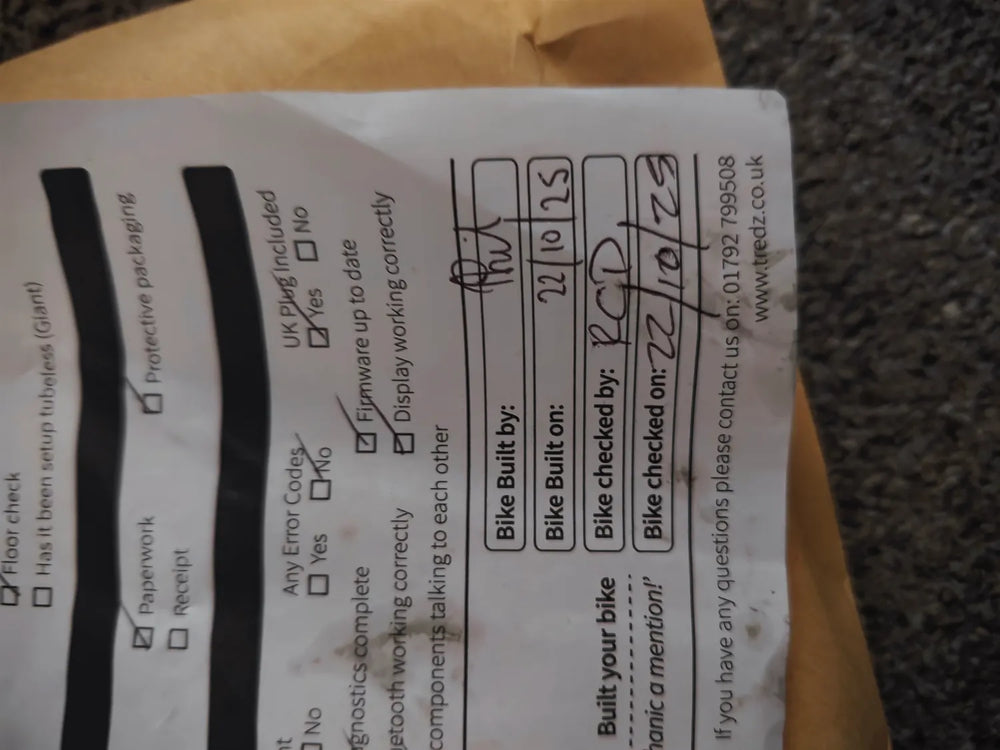 Floor check
Has it been setup tubeless (Giant)
Paperwork
Protective packaging
Receipt
Any Error Codes
UK Plug Included
No
Yes
No
Yes
No
gnostics complete
Firmware up to date
etooth working correctly
Display working correctly
components talking to each other
Bike Built by: Phil
Bike Built on: 22/10/25
Built your bike
Bike checked by: RCD
hanic a mention!'
Bike checked on: 22/10/25
If you have any questions please contact us on: 01792 799508
www.tredz.co.uk